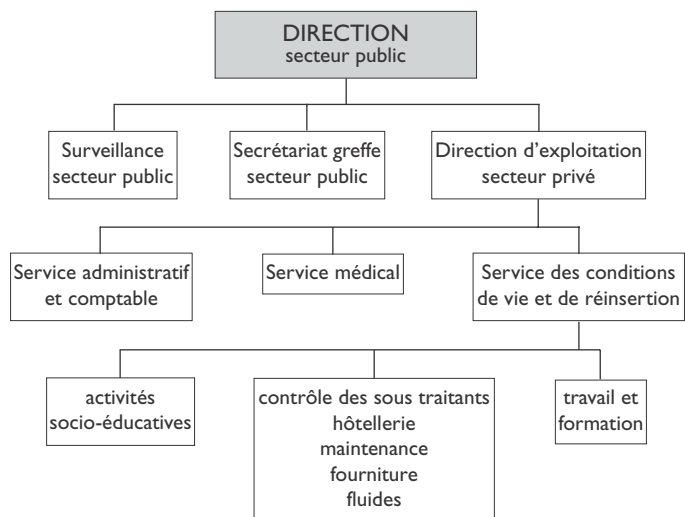 DIRECTION
secteur public
Surveillance
secteur public
Secrétariat greffe
secteur public
Direction d'exploitation
secteur privé
Service administratif
et comptable
Service médical
Service des conditions
de vie et de réinsertion
activités
socio-éducatives
contrôle des sous traitants
hôtellerie
maintenance
fourniture
fluides
travail et
formation